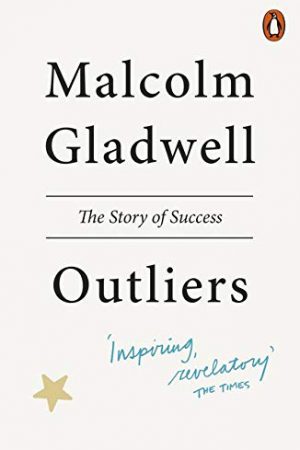 Malcolm
Gladwell
The Story of Success
Outliers
'Inspiring,
revelatory'
THE TIMES